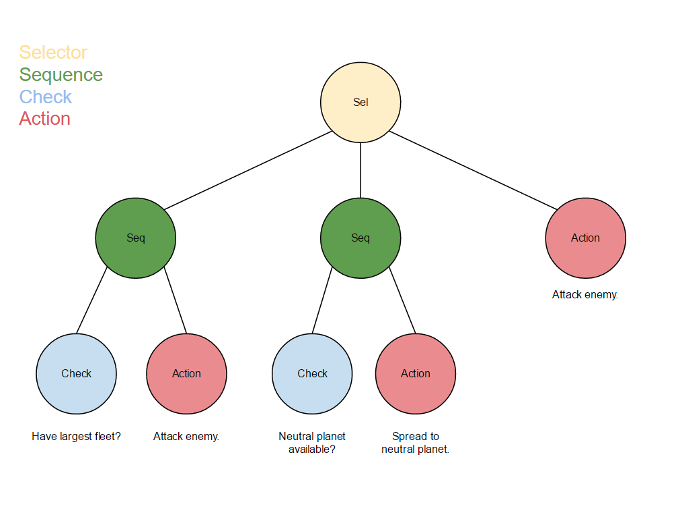 Selector
Sequence
Check
Action
Sel
Seq
Seq
Action
Attack enemy.
Check
Action
Check
Action
Have largest fleet?
Attack enemy.
Neutral planet
available?
Spread to
neutral planet.